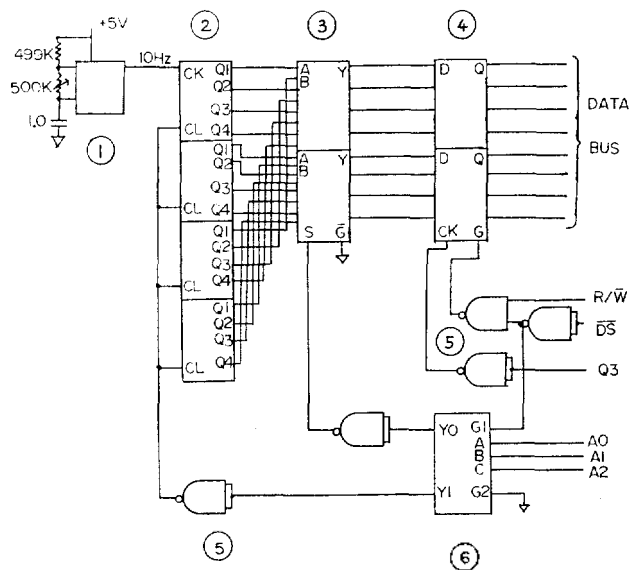 +5V
499K
500K
1.0
10Hz
1
2
3
4
CK Q1
Q2
Q3
CL Q4
Q1
Q2
Q3
CL Q4
Q1
Q2
Q3
CL Q4
Q1
Q2
Q3
CL Q4
A Y
B
A Y
B
S G̅
D Q
D Q
CK G
DATA
BUS
R/W̅
D̅S̅
5
Q3
Y0 G1
A A0
B A1
C A2
Y1 G2
5
6